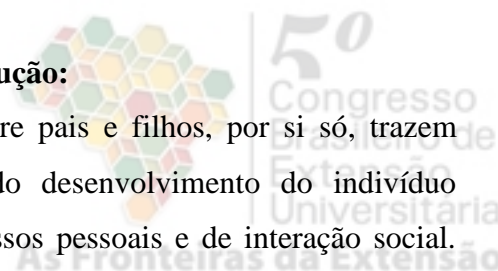 ução:
re pais e filhos, por si só, trazem
do desenvolvimento do indivíduo
ssos pessoais e de interação social.
5º
Congresso
Brasileiro de
Extensão
Universitária
As Fronteiras da Extensão